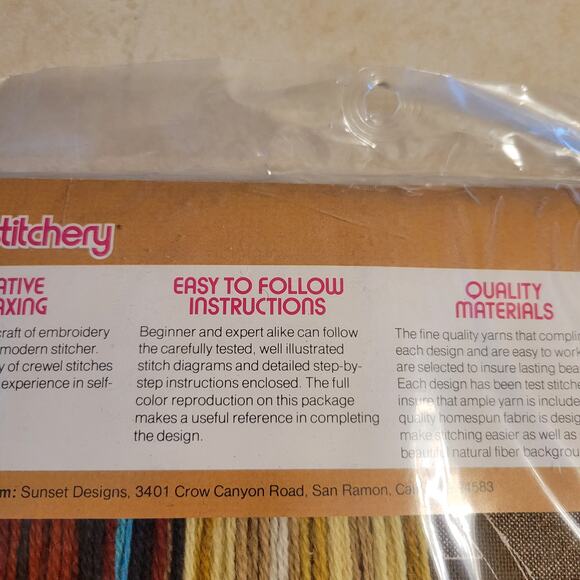 titchery
ATIVE
AXING
craft of embroidery
modern stitcher.
y of crewel stitches
experience in self-
EASY TO FOLLOW
INSTRUCTIONS
Beginner and expert alike can follow
the carefully tested, well illustrated
stitch diagrams and detailed step-by-
step instructions enclosed. The full
color reproduction on this package
makes a useful reference in completing
the design.
QUALITY
MATERIALS
The fine quality yarns that complim
each design and are easy to work
are selected to insure lasting beau
Each design has been test stitche
insure that ample yarn is include
quality homespun fabric is desig
make stitching easier as well as
beautiful natural fiber backgroun
m: Sunset Designs, 3401 Crow Canyon Road, San Ramon, Cal 94583